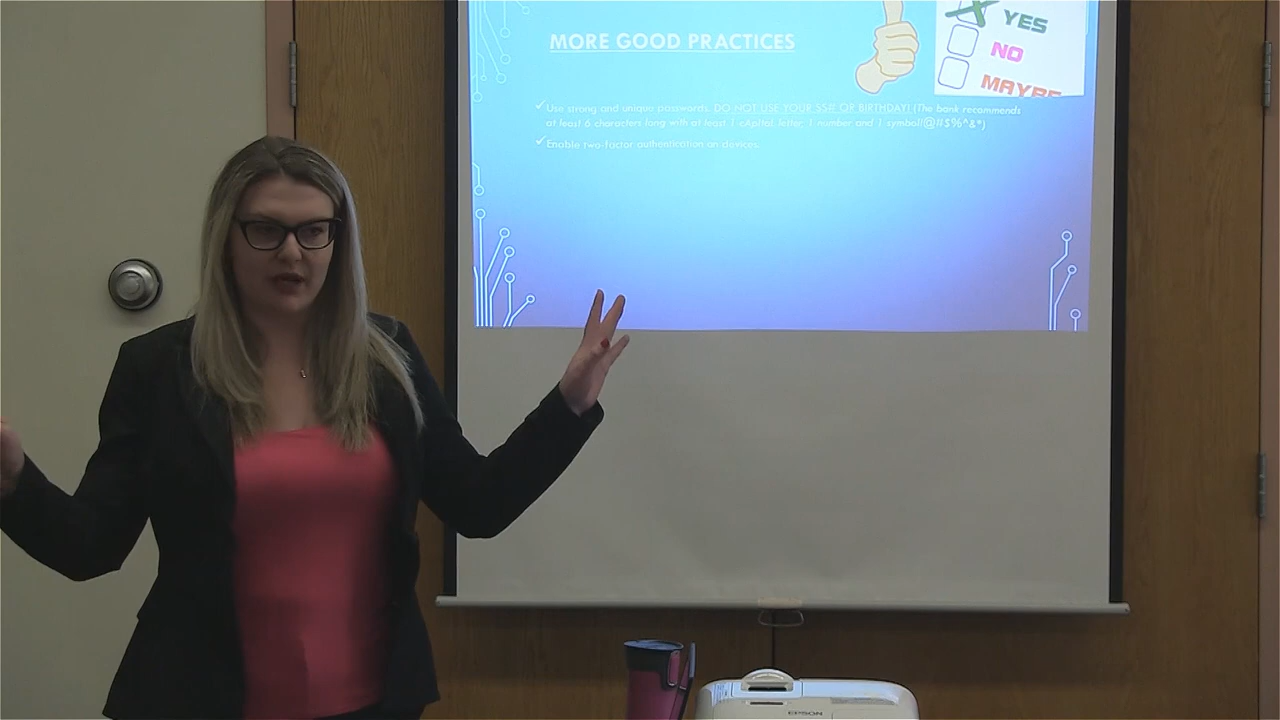 MORE GOOD PRACTICES
YES
NO
MAYBE
Use strong and unique passwords. DO NOT USE YOUR SS# OR BIRTHDAY! (The bank recommends
at least 6 characters long with at least 1 cApital letter, 1 number and 1 symbol!@#$%^&*)
Enable two-factor authentication on devices.
EPSON